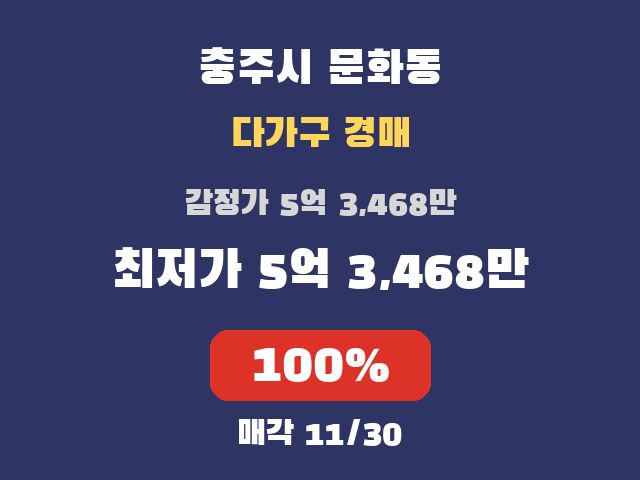 충주시 문화동
다가구 경매
감정가 5억 3,468만
최저가 5억 3,468만
100%
매각 11/30